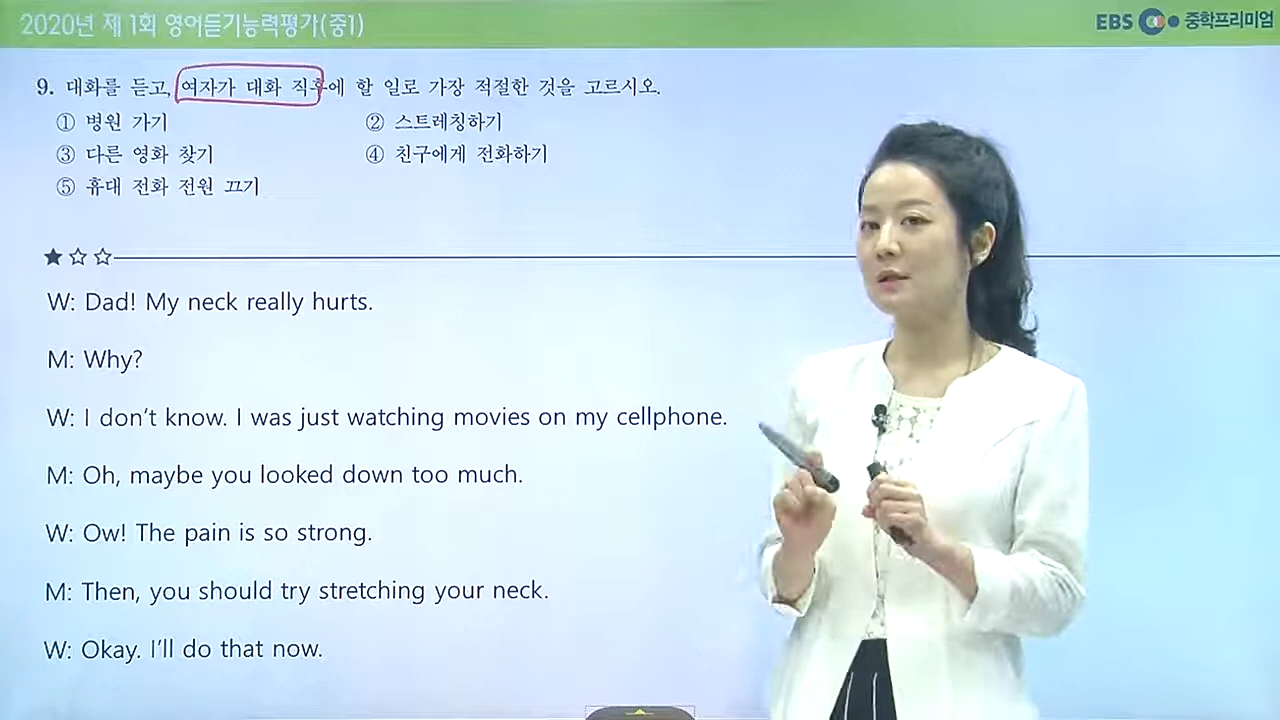 2020년 제 1회 영어듣기능력평가(중1)
EBS 중학프리미엄
9. 대화를 듣고, 여자가 대화 직후에 할 일로 가장 적절한 것을 고르시오.
① 병원 가기
② 스트레칭하기
③ 다른 영화 찾기
④ 친구에게 전화하기
⑤ 휴대 전화 전원 끄기
★☆☆
W: Dad! My neck really hurts.
M: Why?
W: I don't know. I was just watching movies on my cellphone.
M: Oh, maybe you looked down too much.
W: Ow! The pain is so strong.
M: Then, you should try stretching your neck.
W: Okay. I'll do that now.